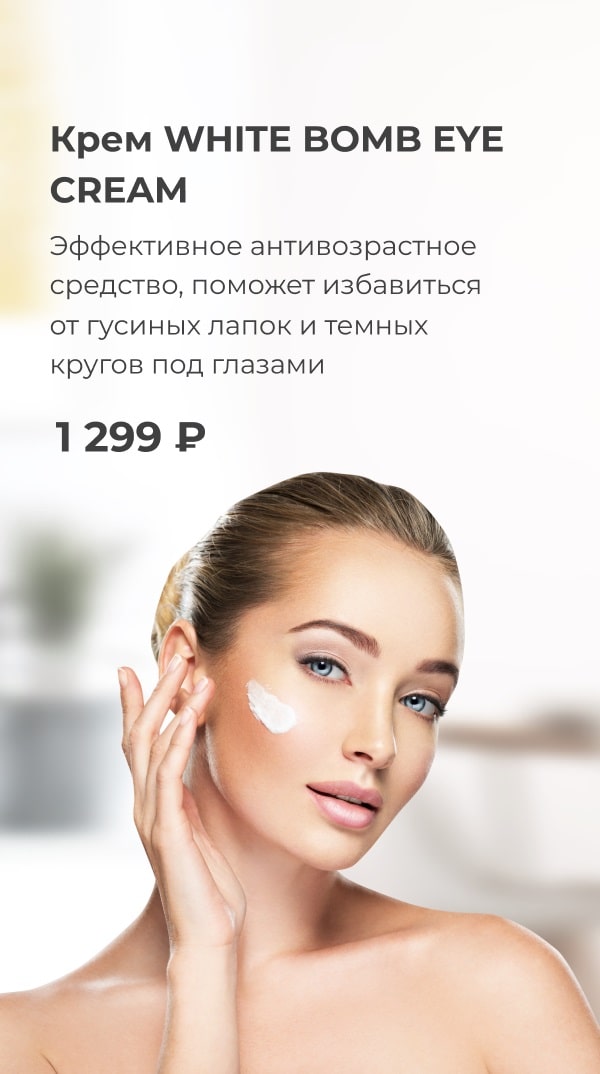 Крем WHITE BOMB EYE
CREAM
Эффективное антивозрастное
средство, поможет избавиться
от гусиных лапок и темных
кругов под глазами
1 299 ₽